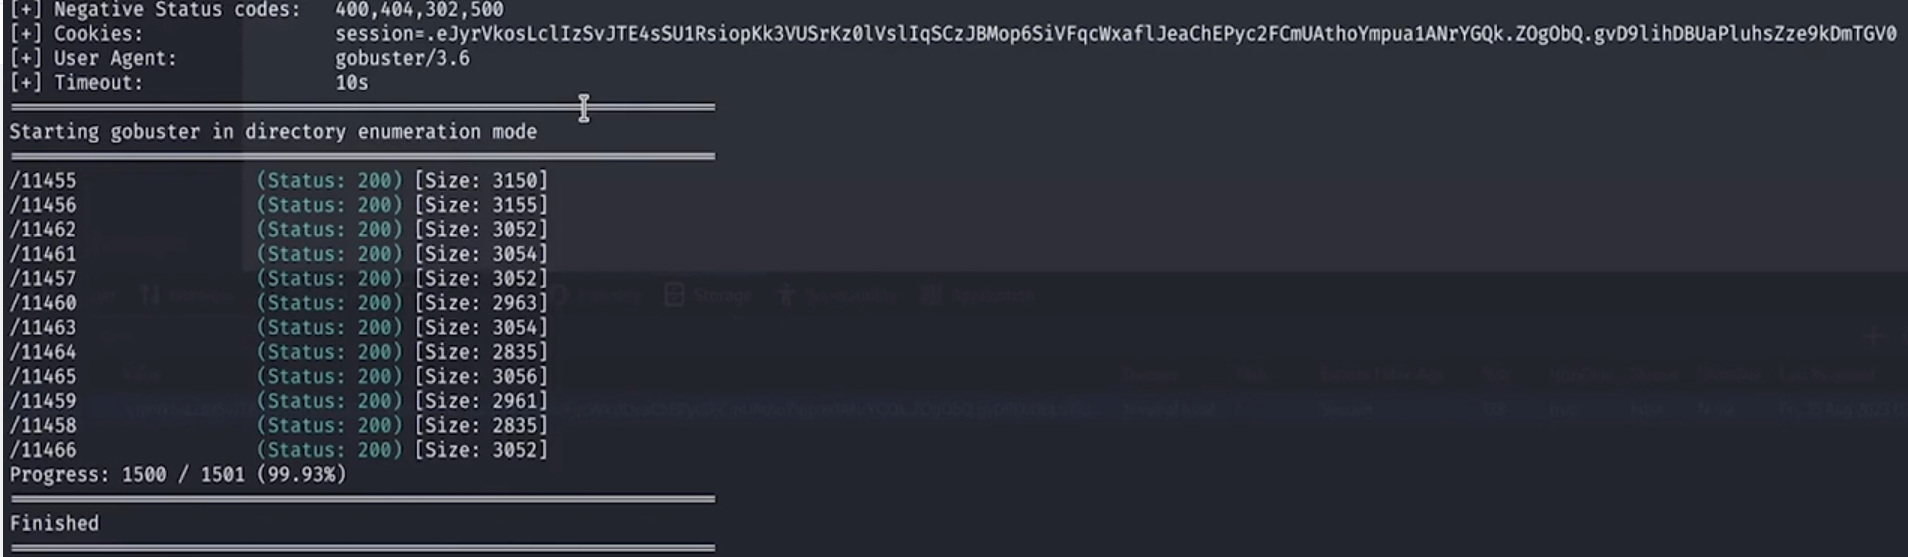 [+] Negative Status codes:   400,404,302,500
[+] Cookies:                 session=.eJyrVkosLclIzSvJTE4sSU1RsiopKk3VUSrKz0lVslIqSCzJBMop6SiVFqcWxaflJeaChEPyc2FCmUAthoYmpua1ANrYGQk.ZOgObQ.gvD9lihDBUaPluhsZze9kDmTGV0
[+] User Agent:              gobuster/3.6
[+] Timeout:                 10s
Starting gobuster in directory enumeration mode
/11455                (Status: 200) [Size: 3150]
/11456                (Status: 200) [Size: 3155]
/11462                (Status: 200) [Size: 3052]
/11461                (Status: 200) [Size: 3054]
/11457                (Status: 200) [Size: 3052]
/11460                (Status: 200) [Size: 2963]
/11463                (Status: 200) [Size: 3054]
/11464                (Status: 200) [Size: 2835]
/11465                (Status: 200) [Size: 3056]
/11459                (Status: 200) [Size: 2961]
/11458                (Status: 200) [Size: 2835]
/11466                (Status: 200) [Size: 3052]
Progress: 1500 / 1501 (99.93%)
Finished
Storage